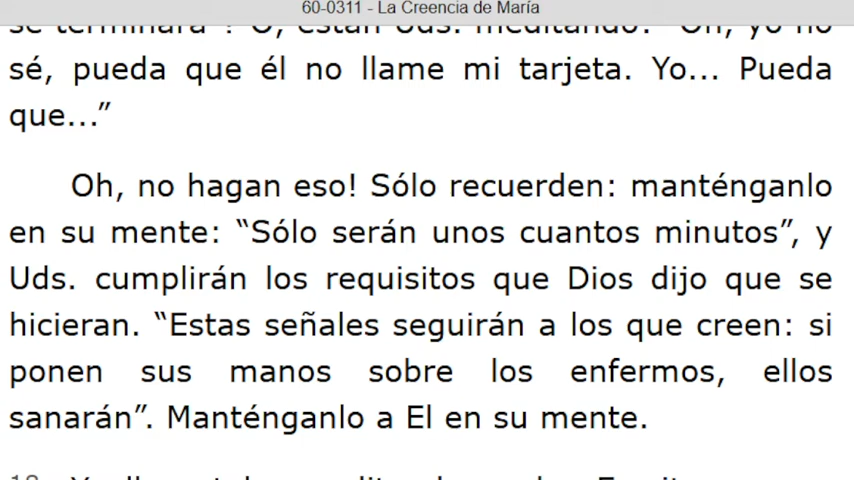 60-0311 - La Creencia de María
sé, pueda que él no llame mi tarjeta. Yo... Pueda
que...”
Oh, no hagan eso! Sólo recuerden: manténganlo
en su mente: “Sólo serán unos cuantos minutos”, y
Uds. cumplirán los requisitos que Dios dijo que se
hicieran. “Estas señales seguirán a los que creen: si
ponen sus manos sobre los enfermos, ellos
sanarán”. Manténganlo a El en su mente.